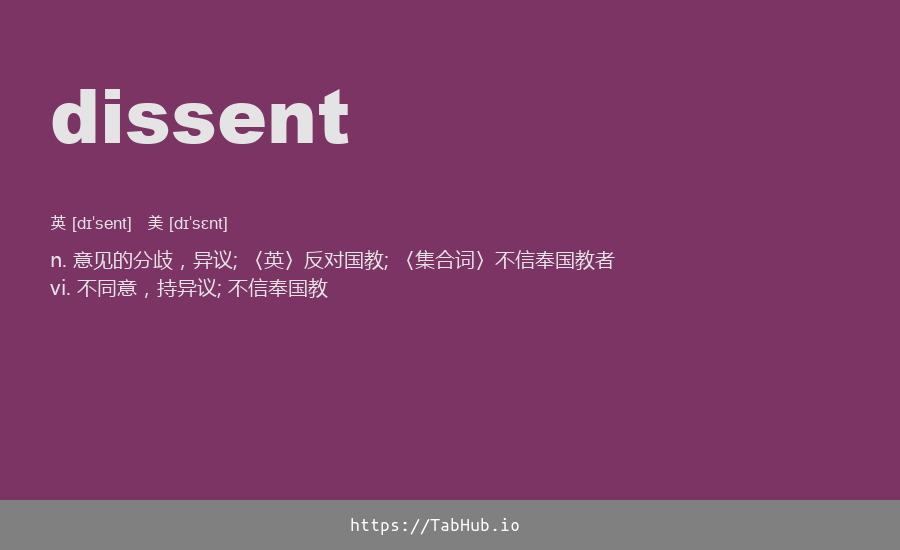 dissent
英 [dɪˈsent] 美 [dɪˈsɛnt]
n. 意见的分歧，异议; 〈英〉反对国教; 〈集合词〉不信奉国教者
vi. 不同意，持异议; 不信奉国教
https://TabHub.io